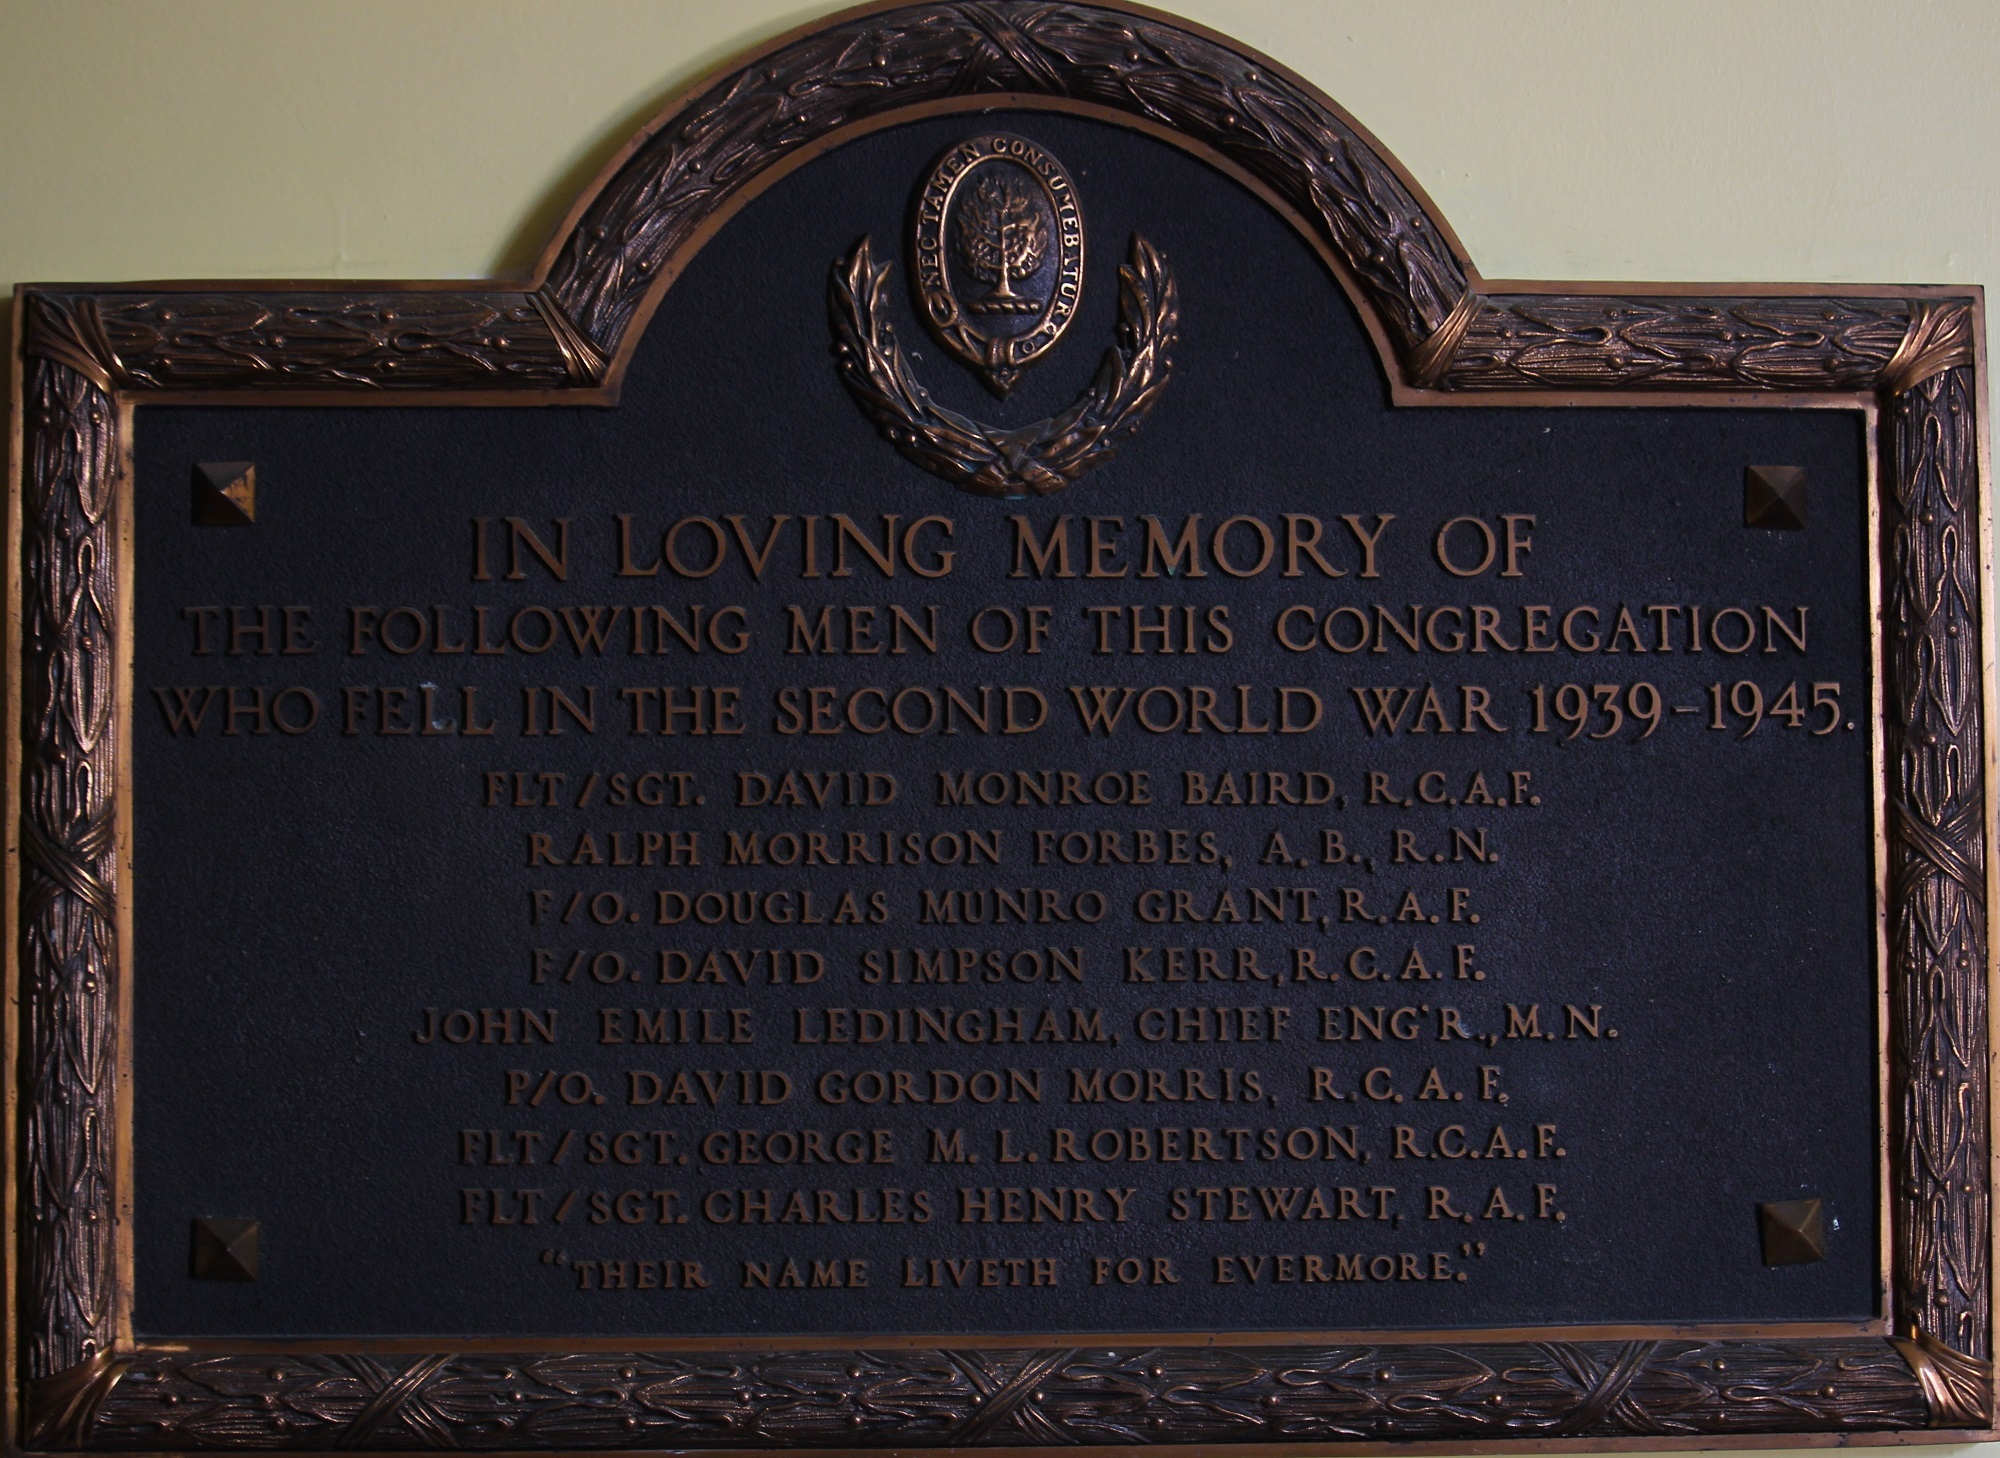 NEC TAMEN CONSUMEBATUR
IN LOVING MEMORY OF
THE FOLLOWING MEN OF THIS CONGREGATION
WHO FELL IN THE SECOND WORLD WAR 1939-1945.
FLT/SGT. DAVID MONROE BAIRD, R.C.A.F.
RALPH MORRISON FORBES, A.B., R.N.
F/O. DOUGLAS MUNRO GRANT, R.A.F.
F/O. DAVID SIMPSON KERR, R.C.A.F.
JOHN EMILE LEDINGHAM, CHIEF ENG'R., M.N.
P/O. DAVID GORDON MORRIS, R.C.A.F.
FLT/SGT. GEORGE M. L. ROBERTSON, R.C.A.F.
FLT/SGT. CHARLES HENRY STEWART, R.A.F.
"THEIR NAME LIVETH FOR EVERMORE."